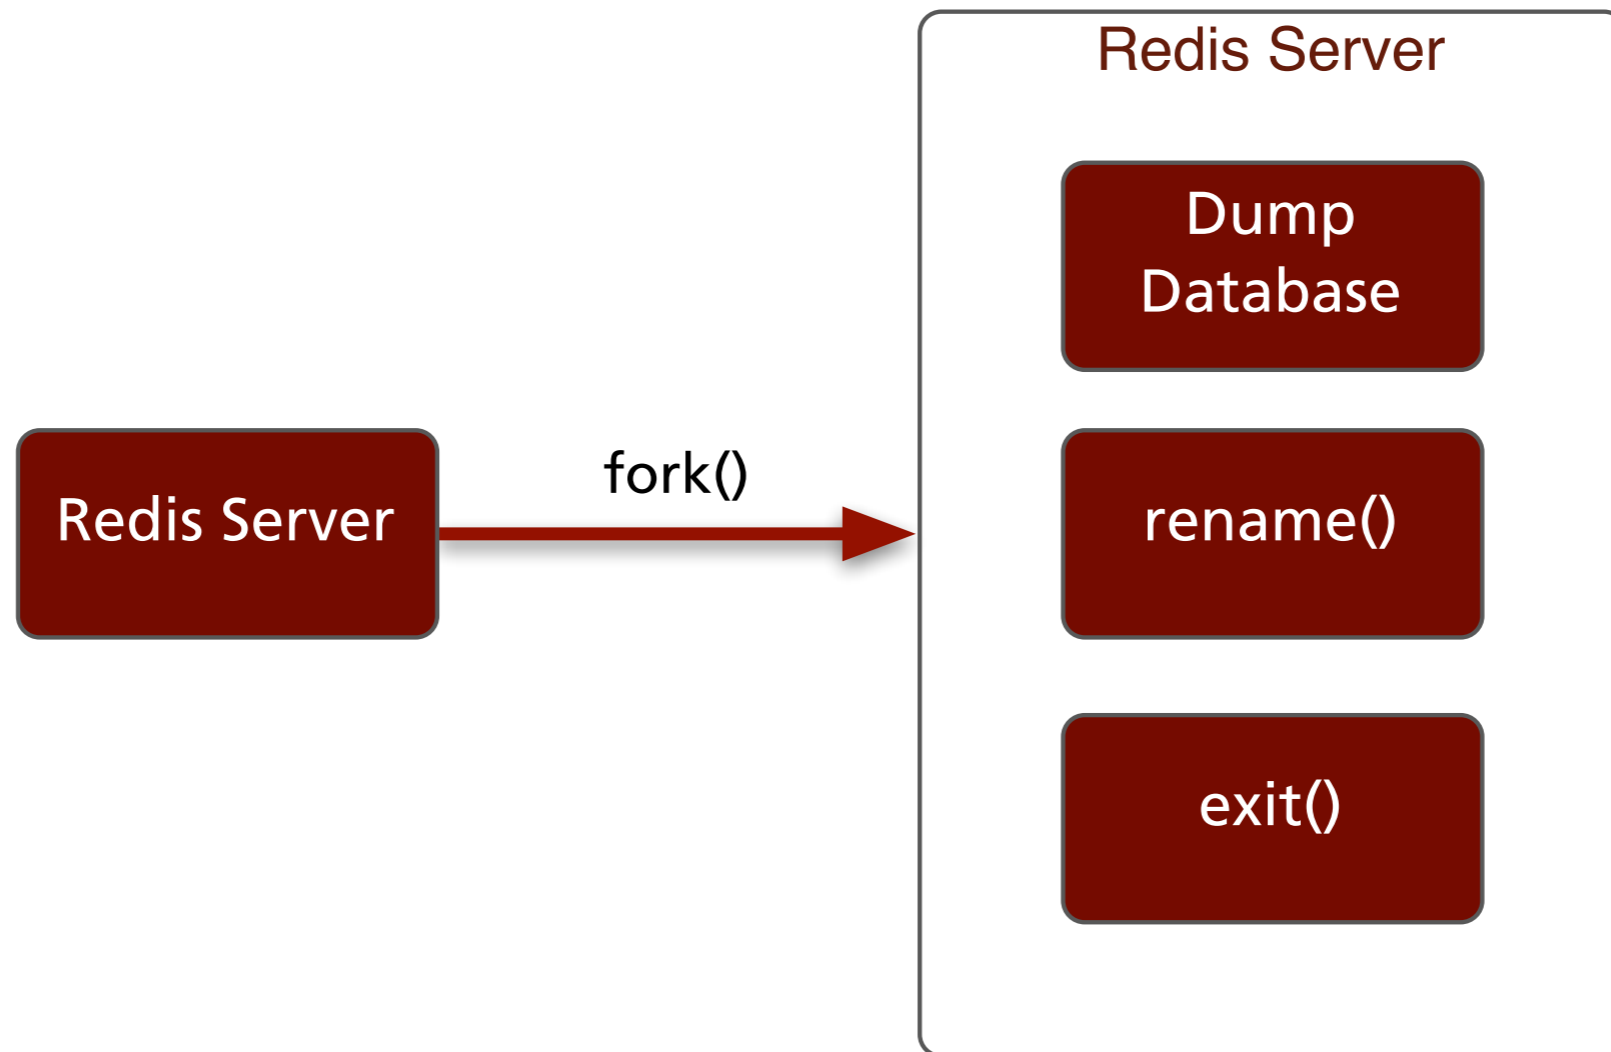 Redis Server
Dump
Database
Redis Server
fork()
rename()
exit()